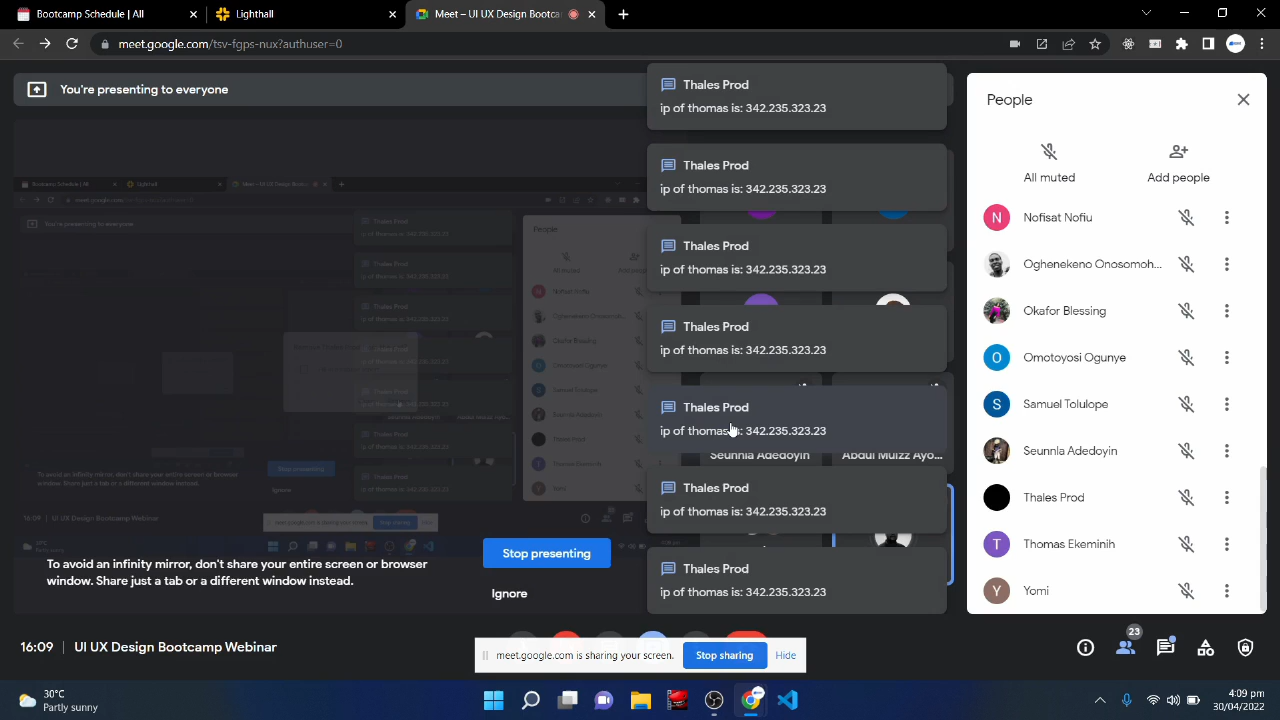 Bootcamp Schedule | All
Lighthall
Meet – UI UX Design Bootca
meet.google.com/tsv-fgps-nux?authuser=0
You're presenting to everyone
Thales Prod
ip of thomas is: 342.235.323.23
Thales Prod
ip of thomas is: 342.235.323.23
Thales Prod
ip of thomas is: 342.235.323.23
Thales Prod
ip of thomas is: 342.235.323.23
Thales Prod
ip of thomas is: 342.235.323.23
Seunnla Adedoyin
Abdul Muizz Ayo...
Thales Prod
ip of thomas is: 342.235.323.23
Thales Prod
ip of thomas is: 342.235.323.23
People
All muted
Add people
N
Nofisat Nofiu
Oghenekeno Onosomoh...
Okafor Blessing
O
Omotoyosi Ogunye
S
Samuel Tolulope
Seunnla Adedoyin
Thales Prod
T
Thomas Ekeminih
Y
Yomi
To avoid an infinity mirror, don't share your entire screen or browser
window. Share just a tab or a different window instead.
Stop presenting
Ignore
16:09
UI UX Design Bootcamp Webinar
meet.google.com is sharing your screen.
Stop sharing
Hide
23
30°C
Partly sunny
4:09 pm
30/04/2022